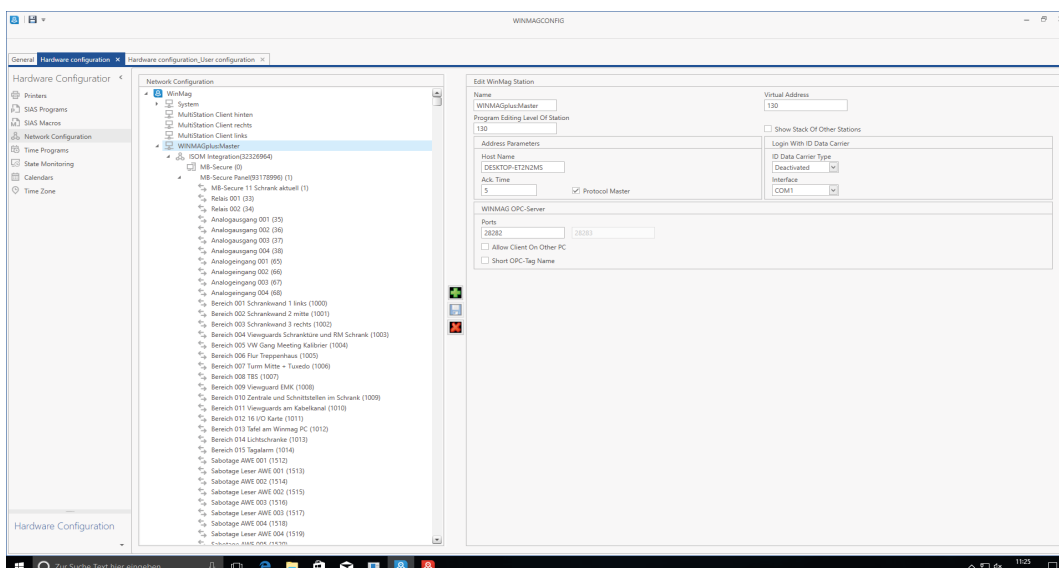 WINMAGCONFIG
General
Hardware configuration ×
Hardware configuration_User configuration ×
Hardware Configuration
Printers
SIAS Programs
SIAS Macros
Network Configuration
Time Programs
State Monitoring
Calendars
Time Zone
Hardware Configuration
Network Configuration
WinMag
System
MultiStation Client hinten
MultiStation Client rechts
MultiStation Client links
WINMAGplus:Master
ISOM Integration(32326964)
MB-Secure (0)
MB-Secure Panel(93178996) (1)
MB-Secure 11 Schrank aktuell (1)
Relais 001 (33)
Relais 002 (34)
Analogausgang 001 (35)
Analogausgang 002 (36)
Analogausgang 003 (37)
Analogausgang 004 (38)
Analogeingang 001 (65)
Analogeingang 002 (66)
Analogeingang 003 (67)
Analogeingang 004 (68)
Bereich 001 Schrankwand 1 links (1000)
Bereich 002 Schrankwand 2 mitte (1001)
Bereich 003 Schrankwand 3 rechts (1002)
Bereich 004 Viewguards Schranktüre und RM Schrank (1003)
Bereich 005 VW Gang Meeting Kalibrier (1004)
Bereich 006 Flur Treppenhaus (1005)
Bereich 007 Turm Mitte + Tuxedo (1006)
Bereich 008 TBS (1007)
Bereich 009 Viewguard EMK (1008)
Bereich 010 Zentrale und Schnittstellen im Schrank (1009)
Bereich 011 Viewguards am Kabelkanal (1010)
Bereich 012 16 I/O Karte (1011)
Bereich 013 Tafel am Winmag PC (1012)
Bereich 014 Lichtschranke (1013)
Bereich 015 Tagalarm (1014)
Sabotage AWE 001 (1512)
Sabotage Leser AWE 001 (1513)
Sabotage AWE 002 (1514)
Sabotage Leser AWE 002 (1515)
Sabotage AWE 003 (1516)
Sabotage Leser AWE 003 (1517)
Sabotage AWE 004 (1518)
Sabotage Leser AWE 004 (1519)
Sabotage AWE 005 (1520)
Edit WinMag Station
Name
WINMAGplus:Master
Virtual Address
130
Program Editing Level Of Station
130
Show Stack Of Other Stations
Address Parameters
Host Name
DESKTOP-ET2N2MS
Ack. Time
5
Protocol Master
Login With ID Data Carrier
ID Data Carrier Type
Deactivated
Interface
COM1
WINMAG OPC-Server
Ports
28282
28283
Allow Client On Other PC
Short OPC-Tag Name
Zur Suche Text hier eingeben
11:25